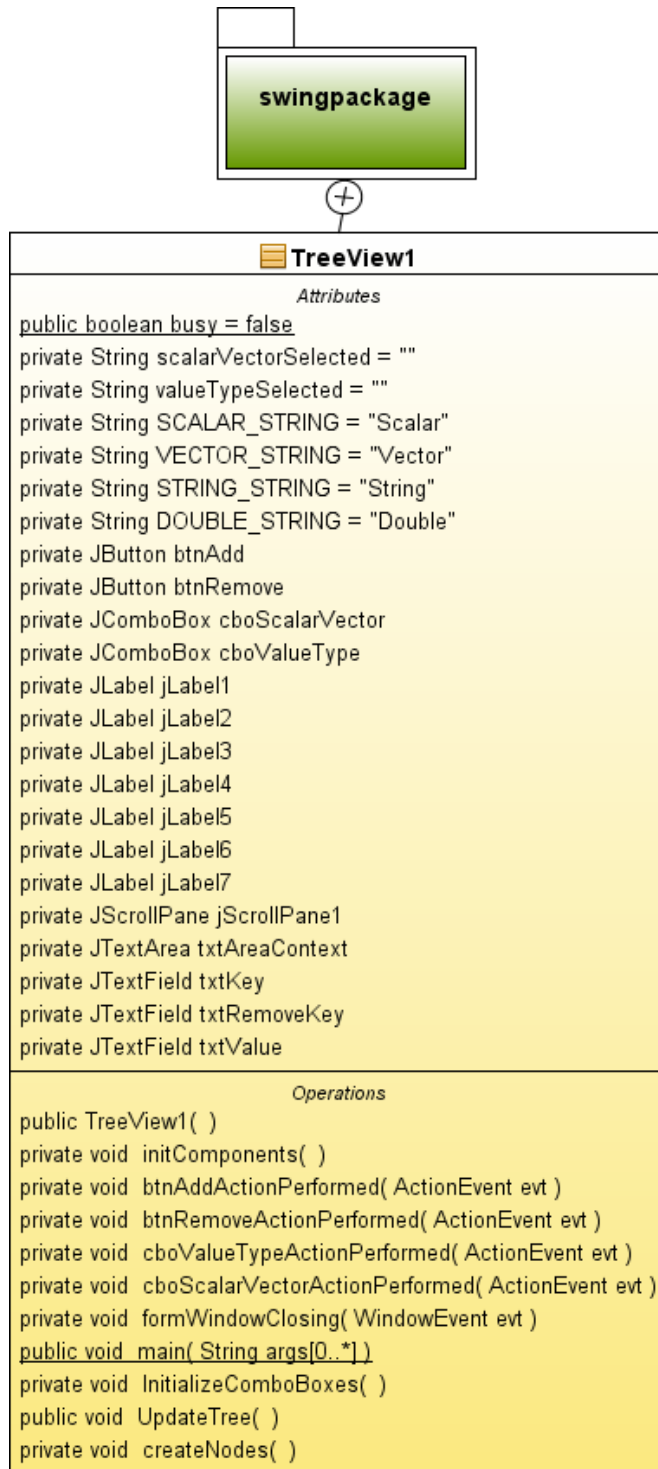 swingpackage
TreeView1
Attributes
public boolean busy = false
private String scalarVectorSelected = ""
private String valueTypeSelected = ""
private String SCALAR_STRING = "Scalar"
private String VECTOR_STRING = "Vector"
private String STRING_STRING = "String"
private String DOUBLE_STRING = "Double"
private JButton btnAdd
private JButton btnRemove
private JComboBox cboScalarVector
private JComboBox cboValueType
private JLabel jLabel1
private JLabel jLabel2
private JLabel jLabel3
private JLabel jLabel4
private JLabel jLabel5
private JLabel jLabel6
private JLabel jLabel7
private JScrollPane jScrollPane1
private JTextArea txtAreaContext
private JTextField txtKey
private JTextField txtRemoveKey
private JTextField txtValue
Operations
public TreeView1( )
private void initComponents( )
private void btnAddActionPerformed( ActionEvent evt )
private void btnRemoveActionPerformed( ActionEvent evt )
private void cboValueTypeActionPerformed( ActionEvent evt )
private void cboScalarVectorActionPerformed( ActionEvent evt )
private void formWindowClosing( WindowEvent evt )
public void main( String args[0..*] )
private void InitializeComboBoxes( )
public void UpdateTree( )
private void createNodes( )